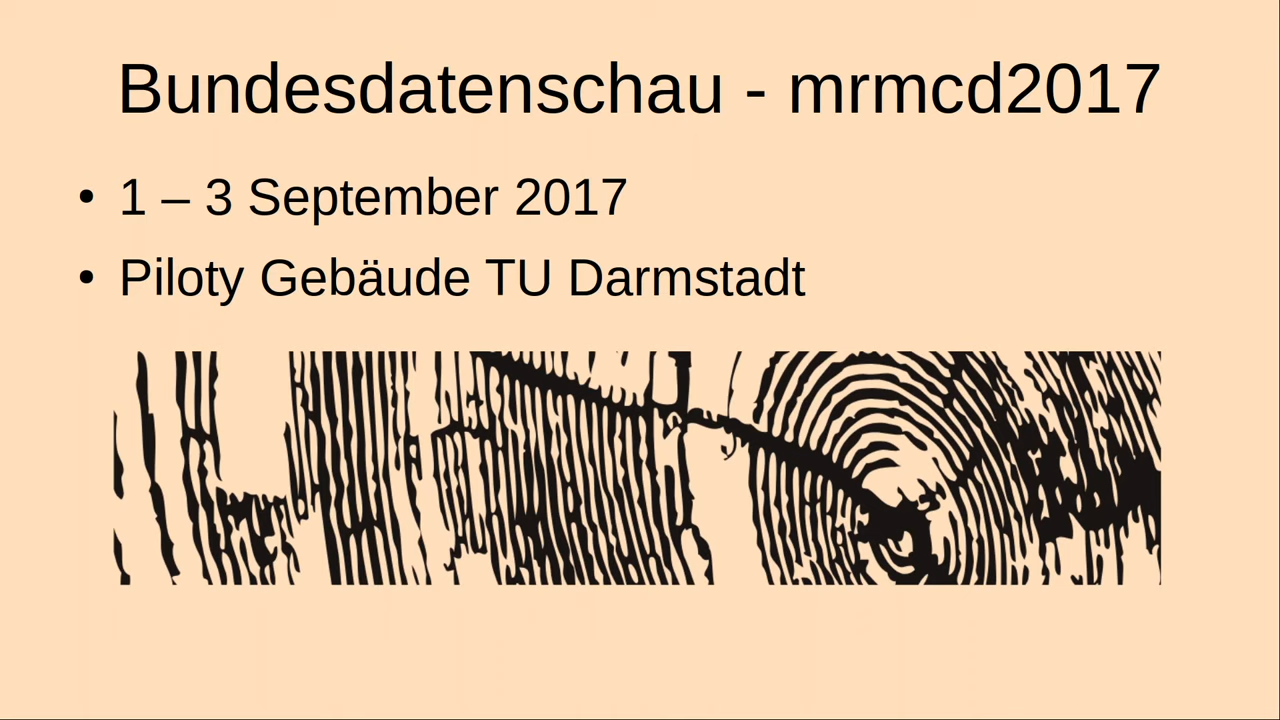 Bundesdatenschau - mrmcd2017
• 1 – 3 September 2017
• Piloty Gebäude TU Darmstadt